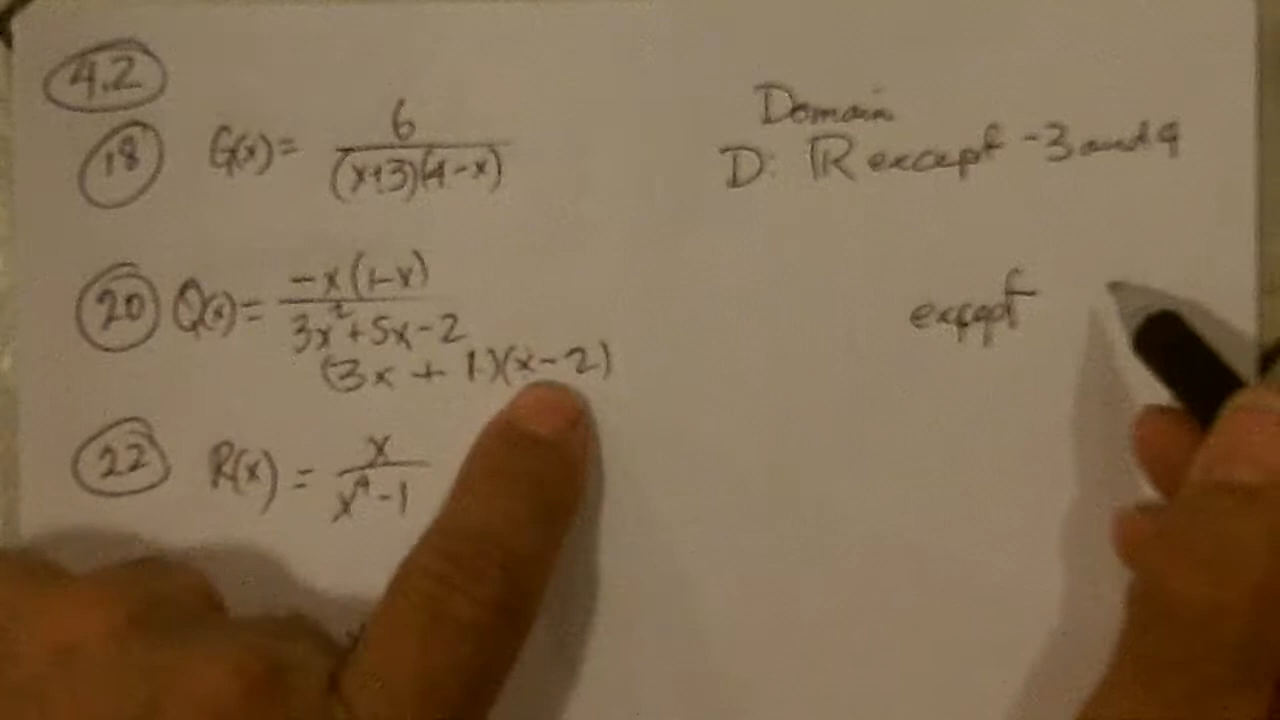 4.2
18 G(x) = 6 / (x+3)(4-x)
Domain
D: ℝ except -3 and 4
20 Q(x) = -x(1-x) / 3x²+5x-2
(3x + 1)(x-2)
except
22 R(x) = x / x⁴-1